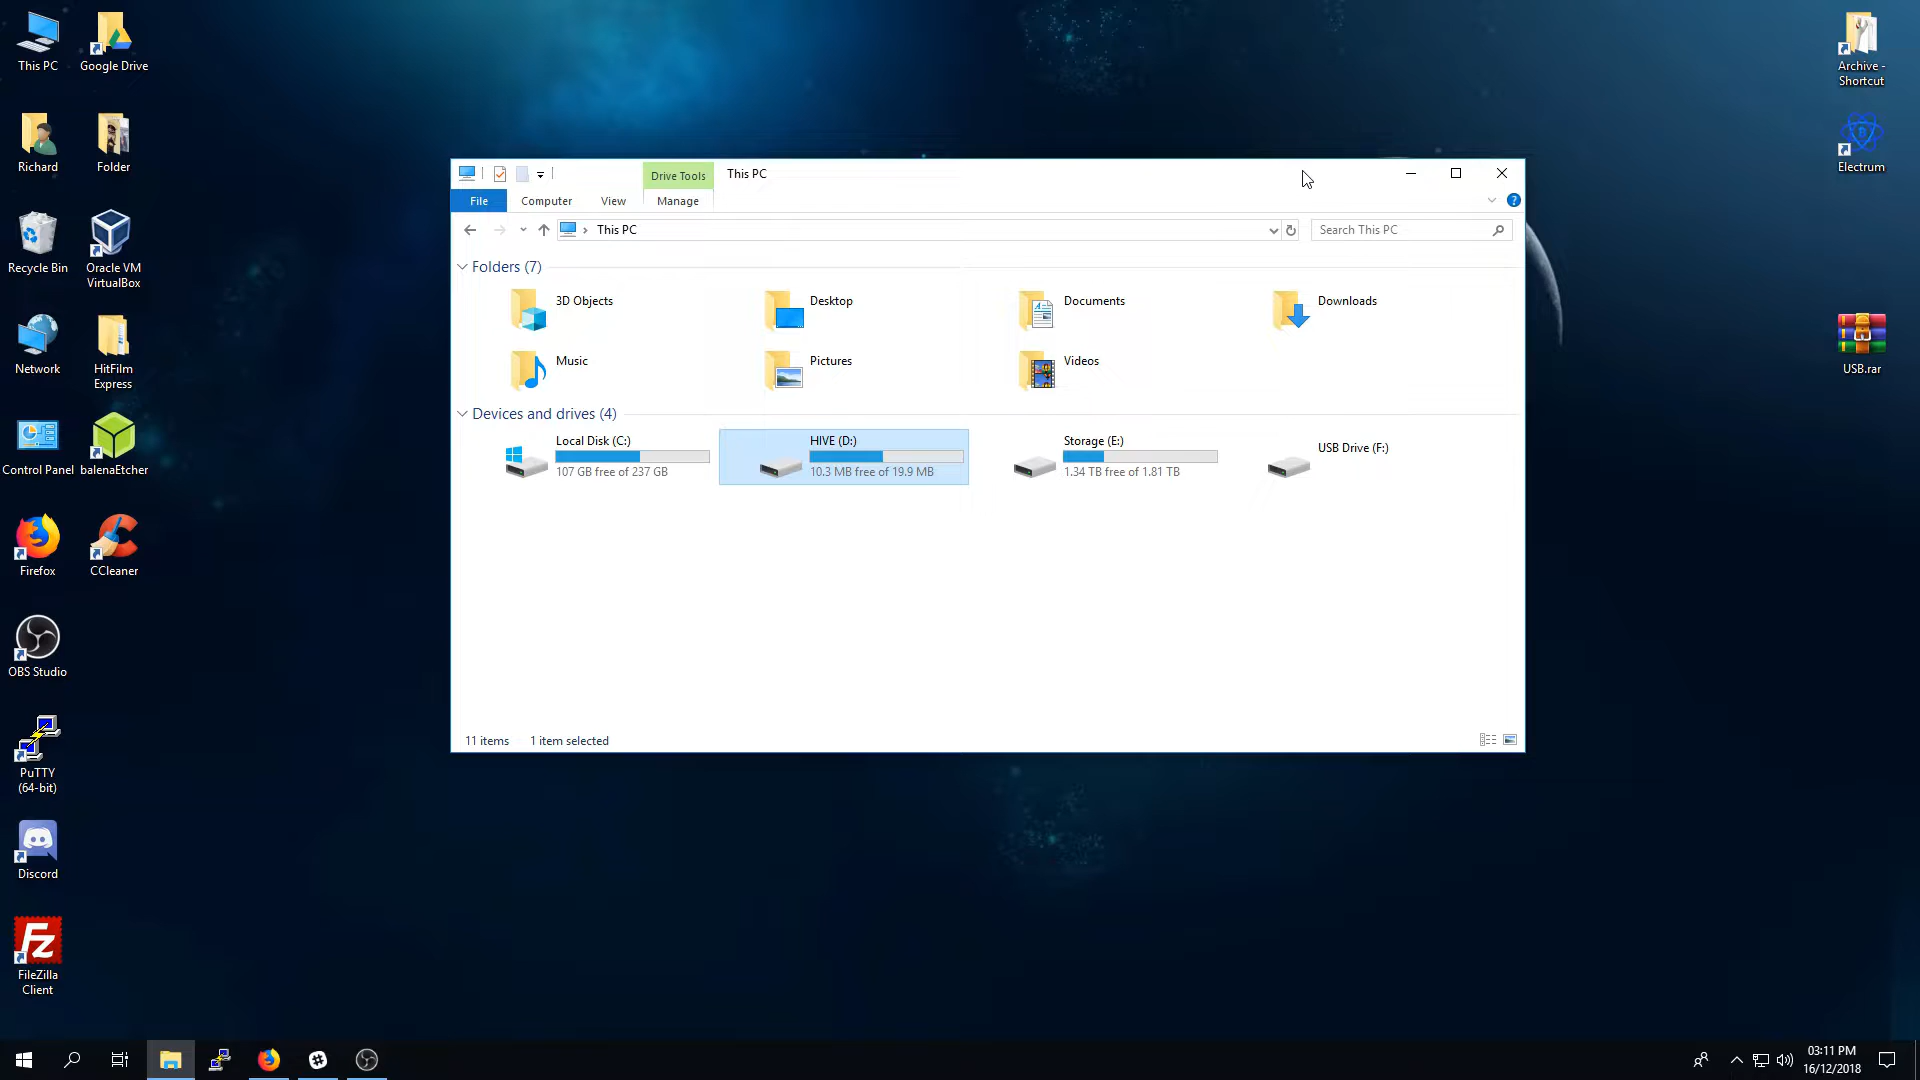 This PC
Google Drive
Richard
Folder
Recycle Bin
Oracle VM
VirtualBox
Network
HitFilm
Express
Control Panel
balenaEtcher
Firefox
CCleaner
OBS Studio
PuTTY
(64-bit)
Discord
FileZilla
Client
Drive Tools
This PC
File
Computer
View
Manage
This PC
Search This PC
Folders (7)
3D Objects
Desktop
Documents
Downloads
Music
Pictures
Videos
Devices and drives (4)
Local Disk (C:)
107 GB free of 237 GB
HIVE (D:)
10.3 MB free of 19.9 MB
Storage (E:)
1.34 TB free of 1.81 TB
USB Drive (F:)
11 items
1 item selected
Archive -
Shortcut
Electrum
USB.rar
03:11 PM
16/12/2018